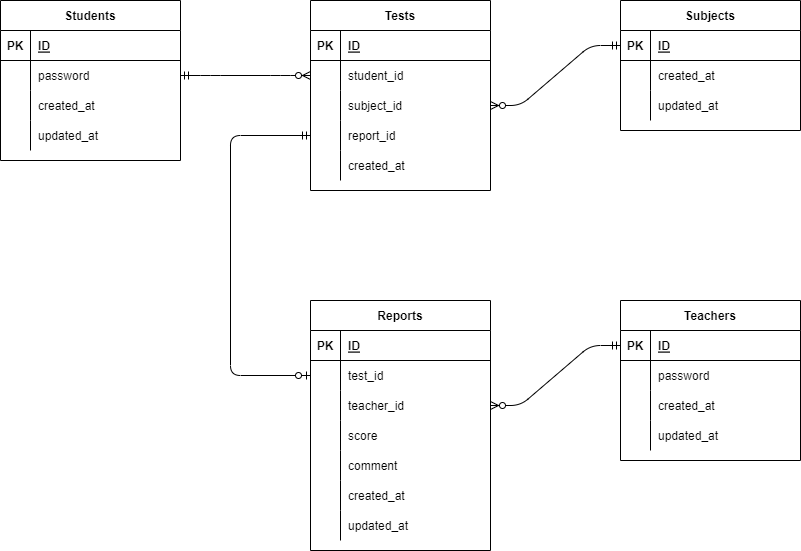 Students
PK ID
password
created_at
updated_at
Tests
PK ID
student_id
subject_id
report_id
created_at
Subjects
PK ID
created_at
updated_at
Reports
PK ID
test_id
teacher_id
score
comment
created_at
updated_at
Teachers
PK ID
password
created_at
updated_at